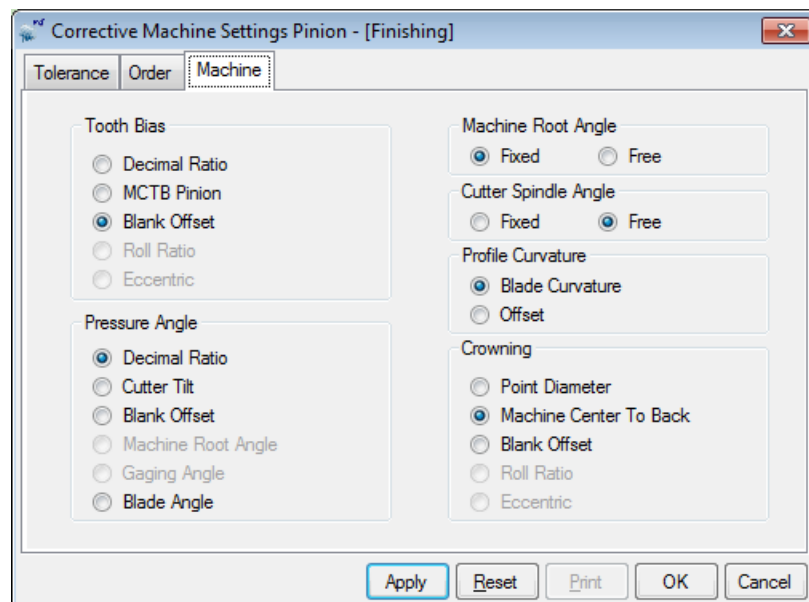 Corrective Machine Settings Pinion - [Finishing]
Tolerance Order Machine
Tooth Bias
Decimal Ratio
MCTB Pinion
Blank Offset
Roll Ratio
Eccentric
Pressure Angle
Decimal Ratio
Cutter Tilt
Blank Offset
Machine Root Angle
Gaging Angle
Blade Angle
Machine Root Angle
Fixed Free
Cutter Spindle Angle
Fixed Free
Profile Curvature
Blade Curvature
Offset
Crowning
Point Diameter
Machine Center To Back
Blank Offset
Roll Ratio
Eccentric
Apply Reset Print OK Cancel